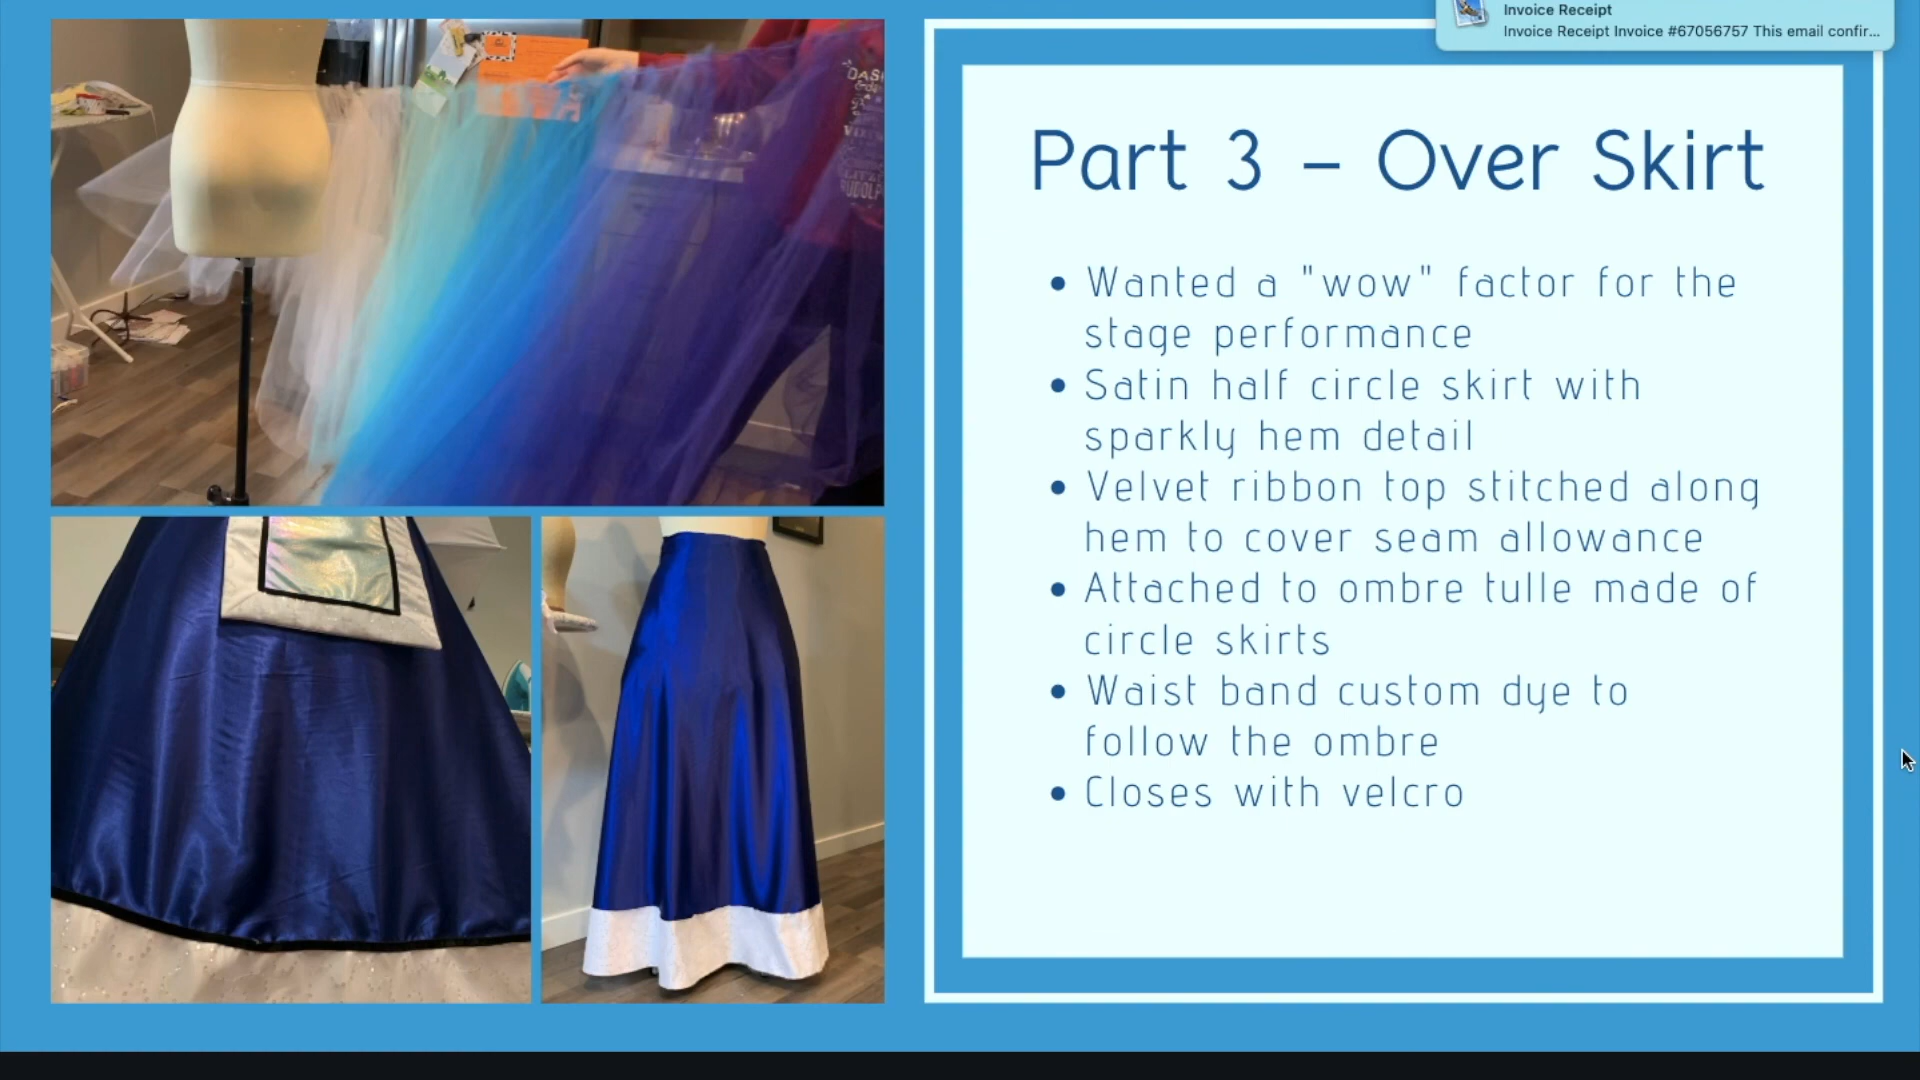 Invoice Receipt
Invoice Receipt Invoice #67056757 This email confir...
Part 3 – Over Skirt
• Wanted a "wow" factor for the
stage performance
• Satin half circle skirt with
sparkly hem detail
• Velvet ribbon top stitched along
hem to cover seam allowance
• Attached to ombre tulle made of
circle skirts
• Waist band custom dye to
follow the ombre
• Closes with velcro